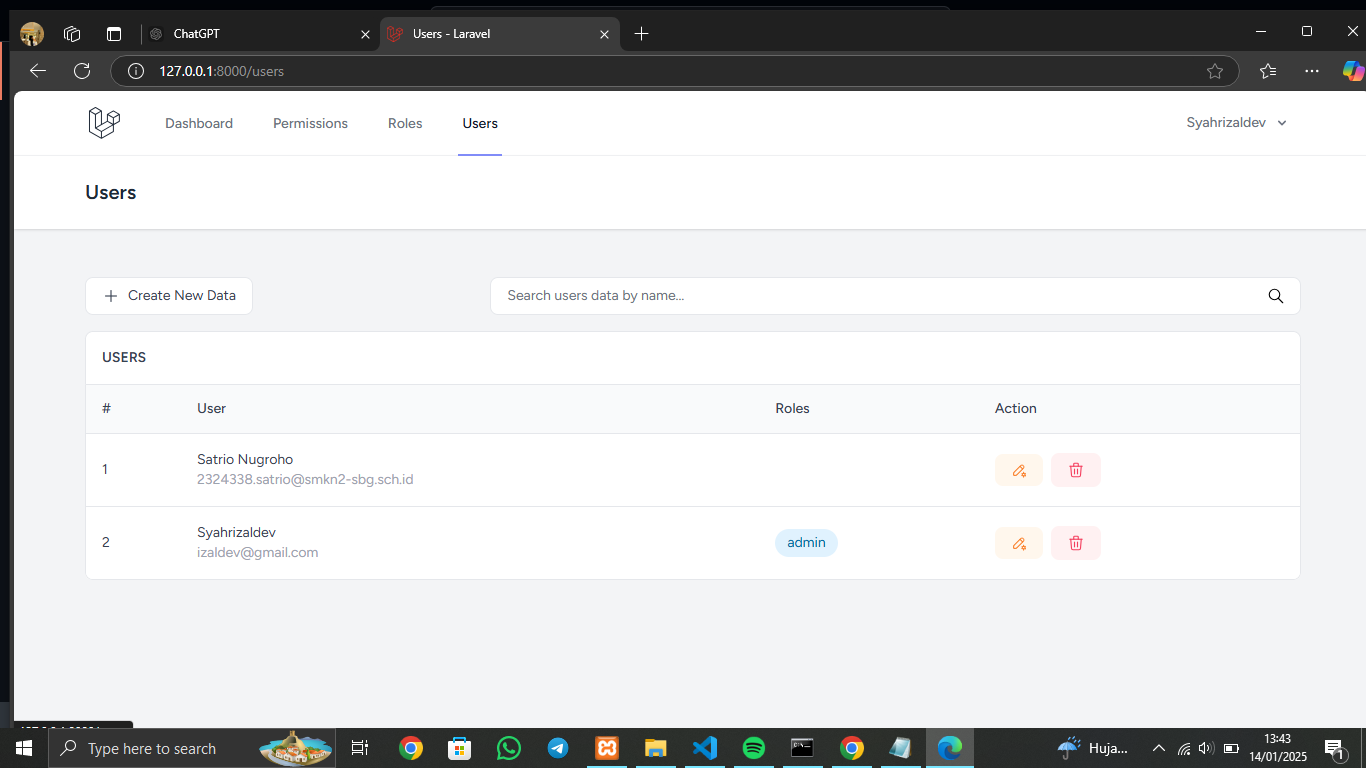 ChatGPT
Users - Laravel
127.0.0.1:8000/users
Dashboard Permissions Roles Users Syahrizaldev
Users
Create New Data
Search users data by name...
USERS
# User Roles Action
1 Satrio Nugroho
2324338.satrio@smkn2-sbg.sch.id
2 Syahrizaldev admin
izaldev@gmail.com
Type here to search
Huja...
13:43
14/01/2025
1